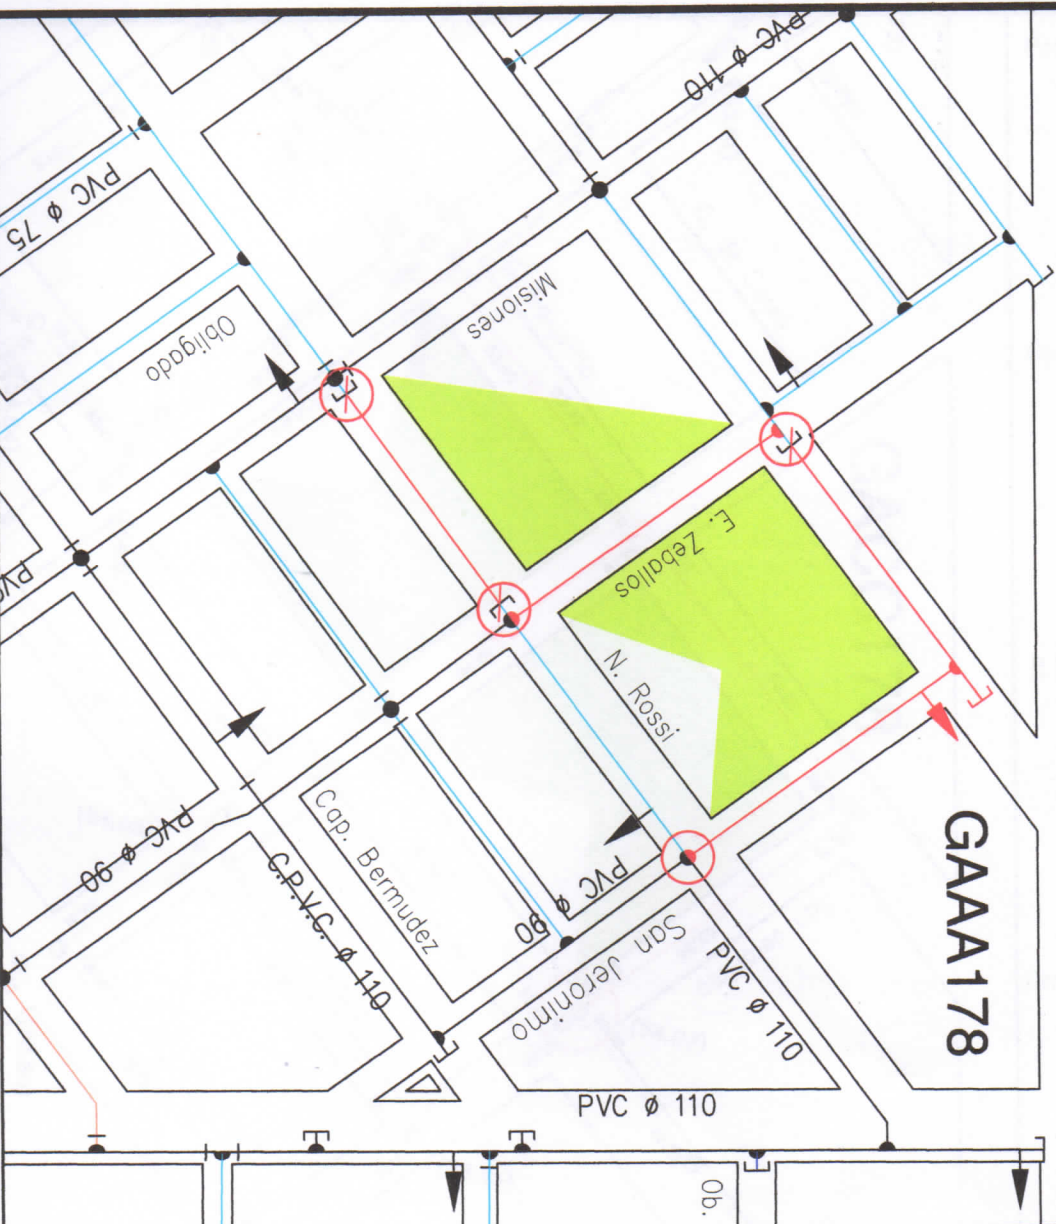 PVC ø 110
PVC ø 75
Misiones
Obligado
E. Zeballos
N. Rossi
PVC
PVC ø 90
Cap. Bermudez
C.P.V.C. ø 110
PVC ø 90
San Jeronimo
PVC ø 110
GAAA178
PVC ø 110
Ob.